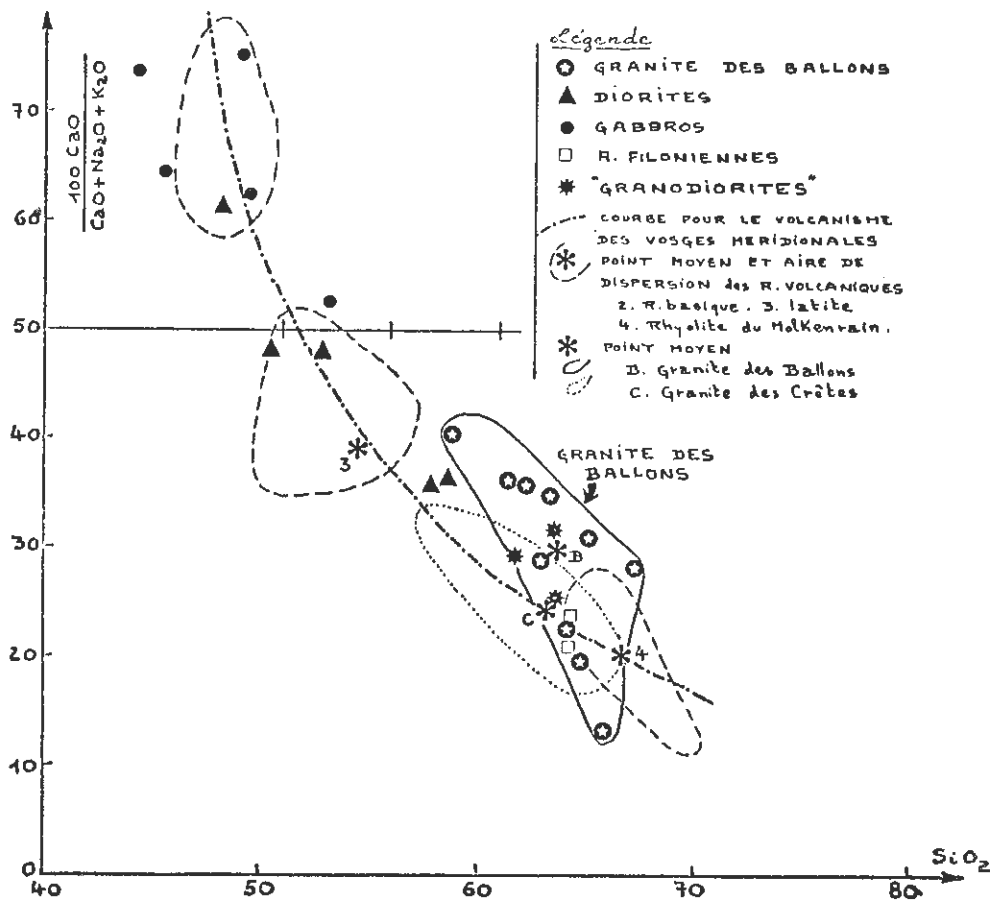 100 CaO
CaO+Na₂O+K₂O
70
60
50
40
30
20
10
0
40
50
60
70
80
SiO₂
Légende
GRANITE DES BALLONS
DIORITES
GABBROS
R. FILONIENNES
"GRANODIORITES"
COURBE POUR LE VOLCANISME
DES VOSGES MERIDIONALES
POINT MOYEN ET AIRE DE
DISPERSION des R. VOLCANIQUES
2. R. basique. 3. latite
4. Rhyolite du Molkenrain.
POINT MOYEN
B. Granite des Ballons
C. Granite des Crêtes
GRANITE DES
BALLONS
3
B
C
4